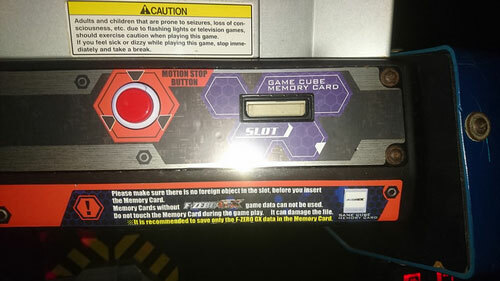 CAUTION
Adults and children that are prone to seizures, loss of con-
sciousness, etc. due to flashing lights or television games,
should exercise caution when playing this game.
If you feel sick or dizzy while playing this game, stop imme-
diately and take a break.
MOTION STOP
BUTTON
GAME CUBE
MEMORY CARD
SLOT
Please make sure there is no foreign object in the slot, before you insert
the Memory Card.
Memory Cards without F-ZERO GX game data can not be used.
Do not touch the Memory Card during the game play. It can damage the file.
※It is recommended to save only the F-ZERO GX data in the Memory Card.
GAME CUBE
MEMORY CARD